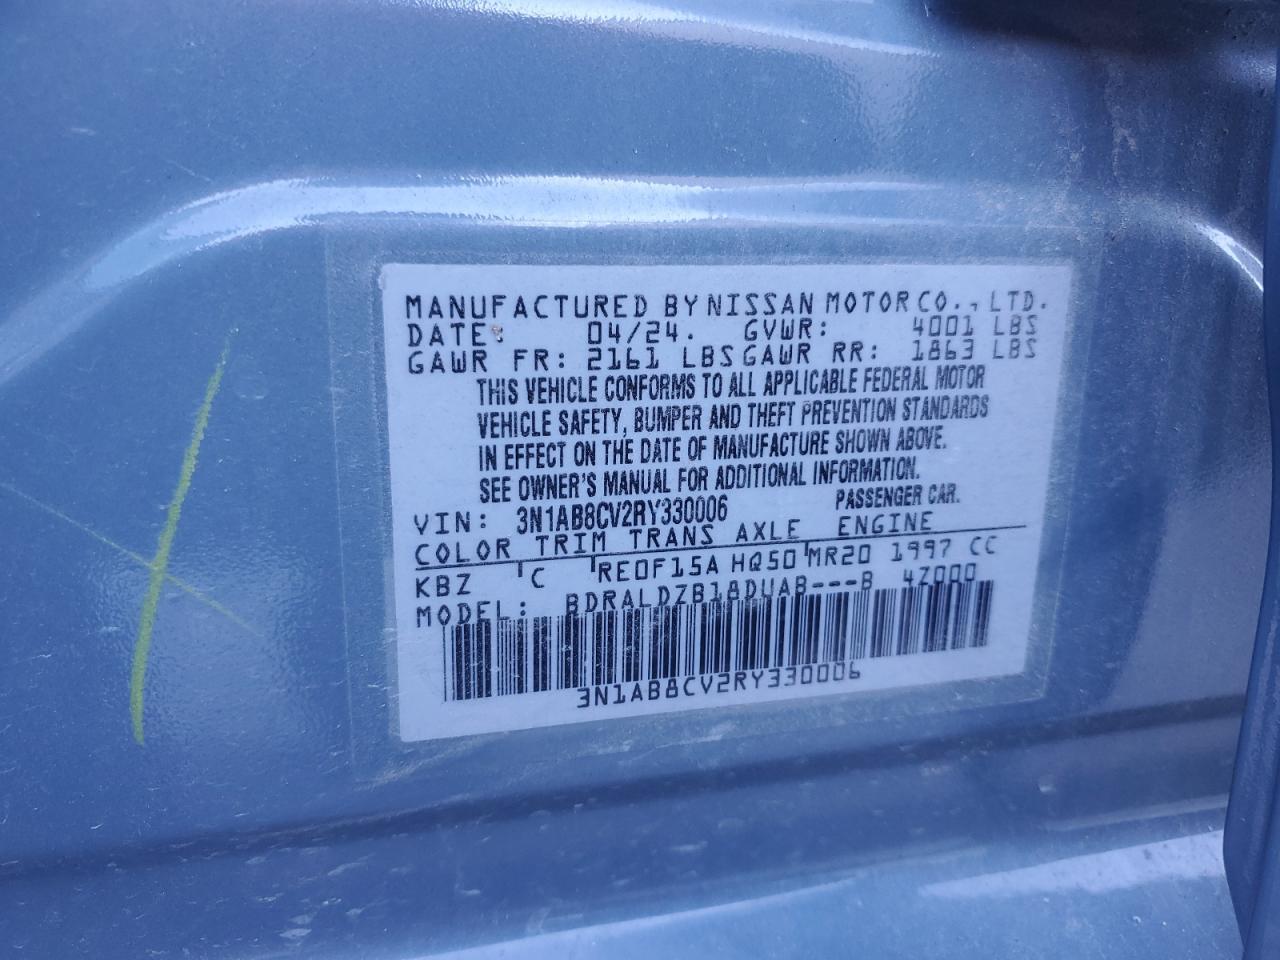 MANUFACTURED BY NISSAN MOTOR CO., LTD.
DATE: 04/24. GVWR: 4001 LBS
GAWR FR: 2161 LBS GAWR RR: 1863 LBS
THIS VEHICLE CONFORMS TO ALL APPLICABLE FEDERAL MOTOR
VEHICLE SAFETY, BUMPER AND THEFT PREVENTION STANDARDS
IN EFFECT ON THE DATE OF MANUFACTURE SHOWN ABOVE.
SEE OWNER'S MANUAL FOR ADDITIONAL INFORMATION.
VIN: 3N1AB8CV2RY330006 PASSENGER CAR.
COLOR TRIM TRANS AXLE ENGINE
KBZ C RE0F15A HQ50 MR20 1997 CC
MODEL: BDRALDZB18DUAB---B 4Z000
3N1AB8CV2RY330006